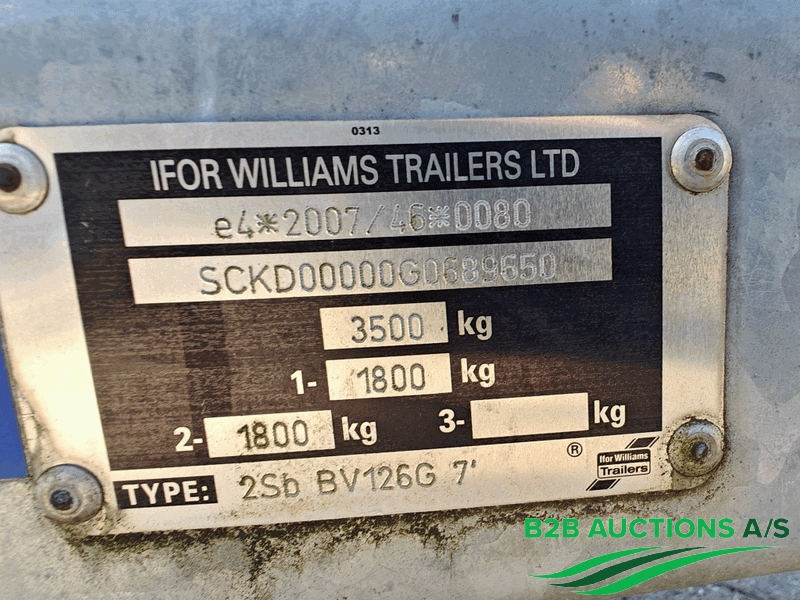 0313
IFOR WILLIAMS TRAILERS LTD
e4*2007/46*0080
SCKD00000G0689650
3500 kg
1- 1800 kg
2- 1800 kg 3- kg
®
Ifor Williams
Trailers
TYPE: 2Sb BV126G 7'
B2B AUCTIONS A/S